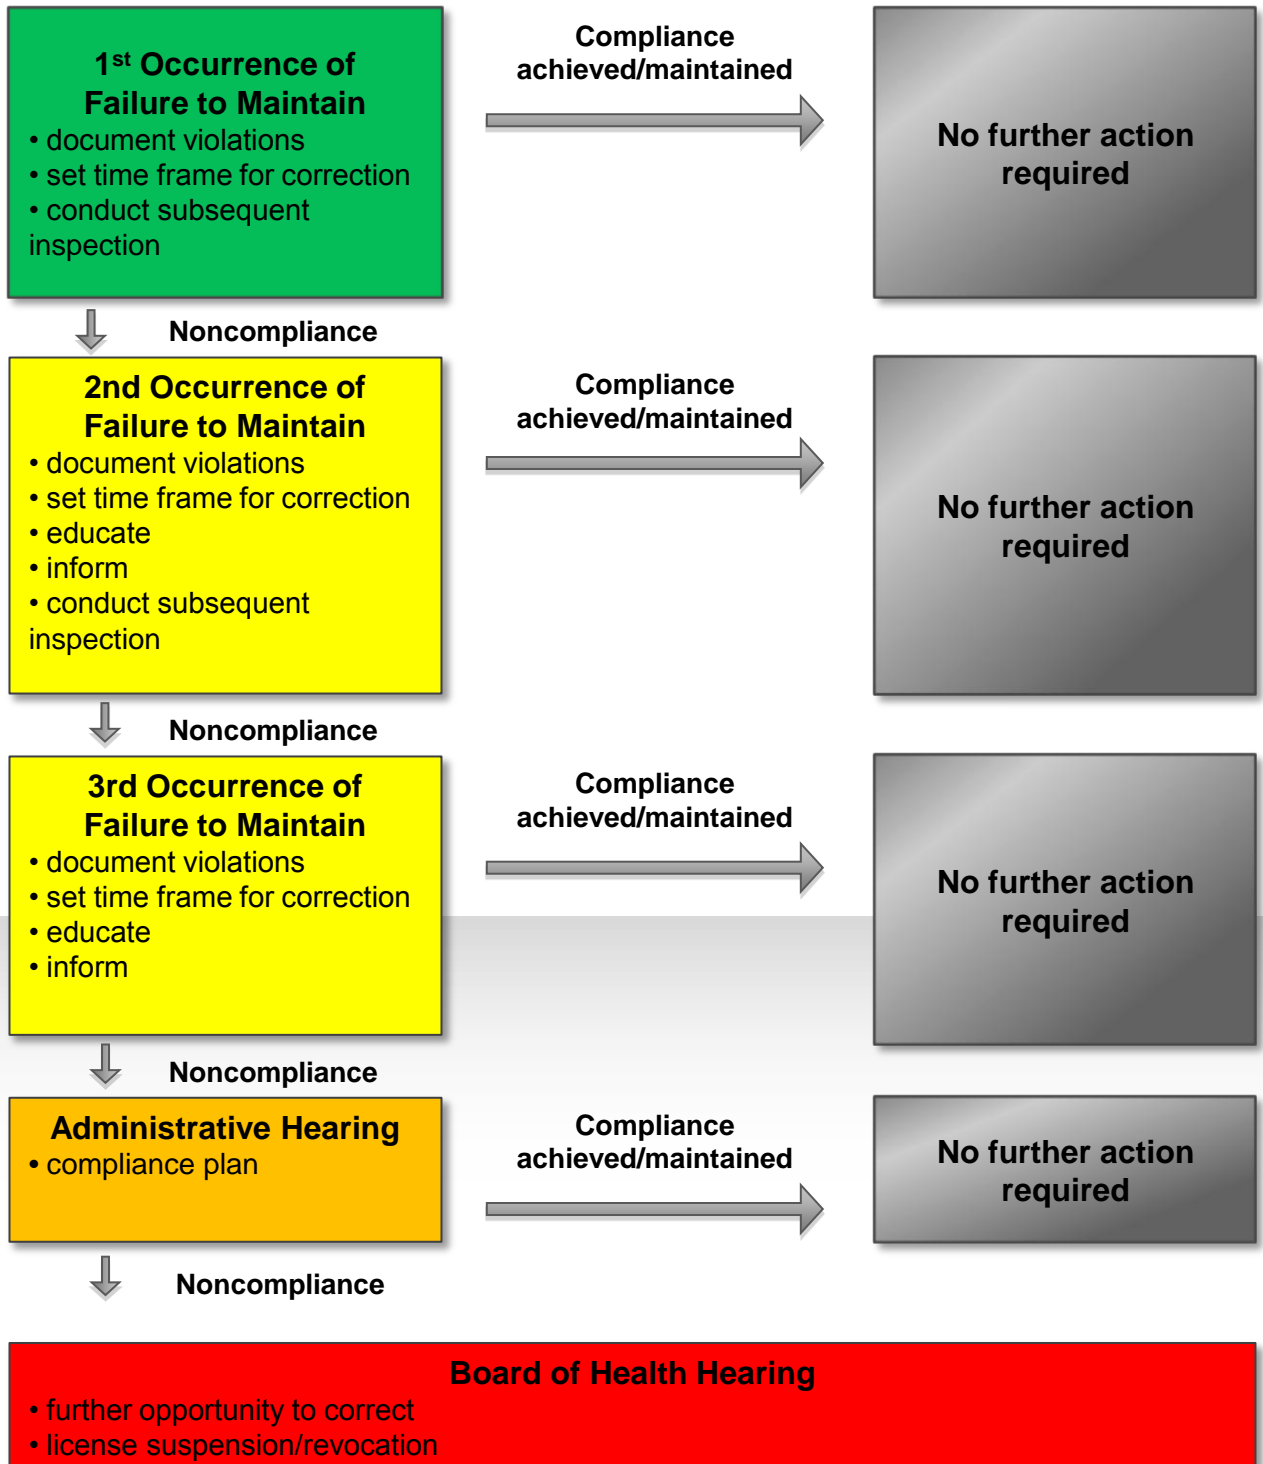 1st Occurrence of
Failure to Maintain
• document violations
• set time frame for correction
• conduct subsequent
inspection
Compliance
achieved/maintained
No further action
required
Noncompliance
2nd Occurrence of
Failure to Maintain
• document violations
• set time frame for correction
• educate
• inform
• conduct subsequent
inspection
Compliance
achieved/maintained
No further action
required
Noncompliance
3rd Occurrence of
Failure to Maintain
• document violations
• set time frame for correction
• educate
• inform
Compliance
achieved/maintained
No further action
required
Noncompliance
Administrative Hearing
• compliance plan
Compliance
achieved/maintained
No further action
required
Noncompliance
Board of Health Hearing
• further opportunity to correct
• license suspension/revocation